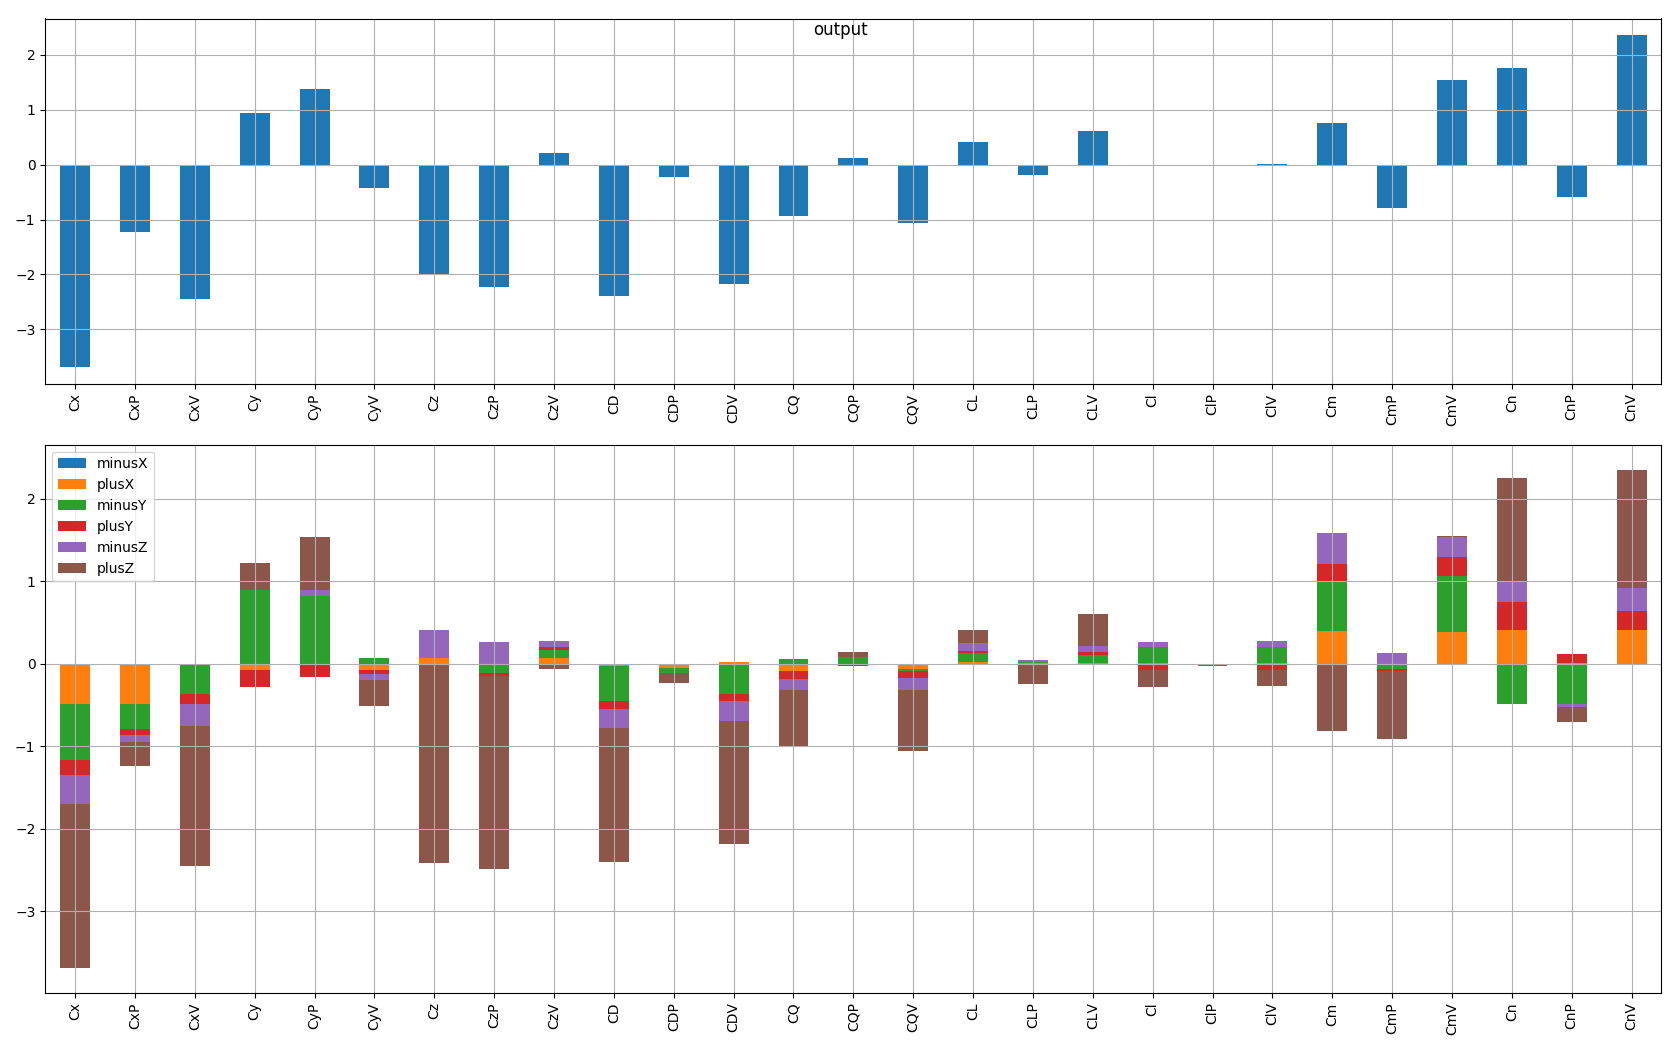 output
2
1
0
−1
−2
−3
Cx CxP CxV Cy CyP CyV Cz CzP CzV CD CDP CDV CQ CQP CQV CL CLP CLV Cl ClP ClV Cm CmP CmV Cn CnP CnV
minusX
plusX
minusY
plusY
minusZ
plusZ
2
1
0
−1
−2
−3
Cx CxP CxV Cy CyP CyV Cz CzP CzV CD CDP CDV CQ CQP CQV CL CLP CLV Cl ClP ClV Cm CmP CmV Cn CnP CnV